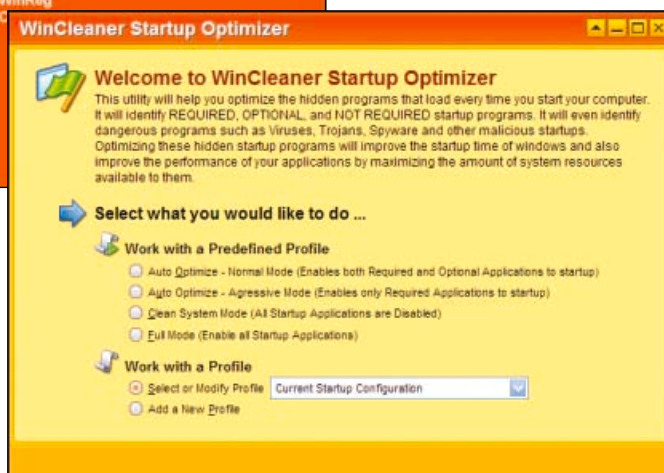 WinReg
C
WinCleaner Startup Optimizer
Welcome to WinCleaner Startup Optimizer
This utility will help you optimize the hidden programs that load every time you start your computer.
It will identify REQUIRED, OPTIONAL, and NOT REQUIRED startup programs. It will even identify
dangerous programs such as Viruses, Trojans, Spyware and other malicious startups.
Optimizing these hidden startup programs will improve the startup time of windows and also
improve the performance of your applications by maximizing the amount of system resources
available to them.
Select what you would like to do ...
Work with a Predefined Profile
Auto Optimize - Normal Mode (Enables both Required and Optional Applications to startup)
Auto Optimize - Agressive Mode (Enables only Required Applications to startup)
Clean System Mode (All Startup Applications are Disabled)
Full Mode (Enable all Startup Applications)
Work with a Profile
Select or Modify Profile Current Startup Configuration
Add a New Profile